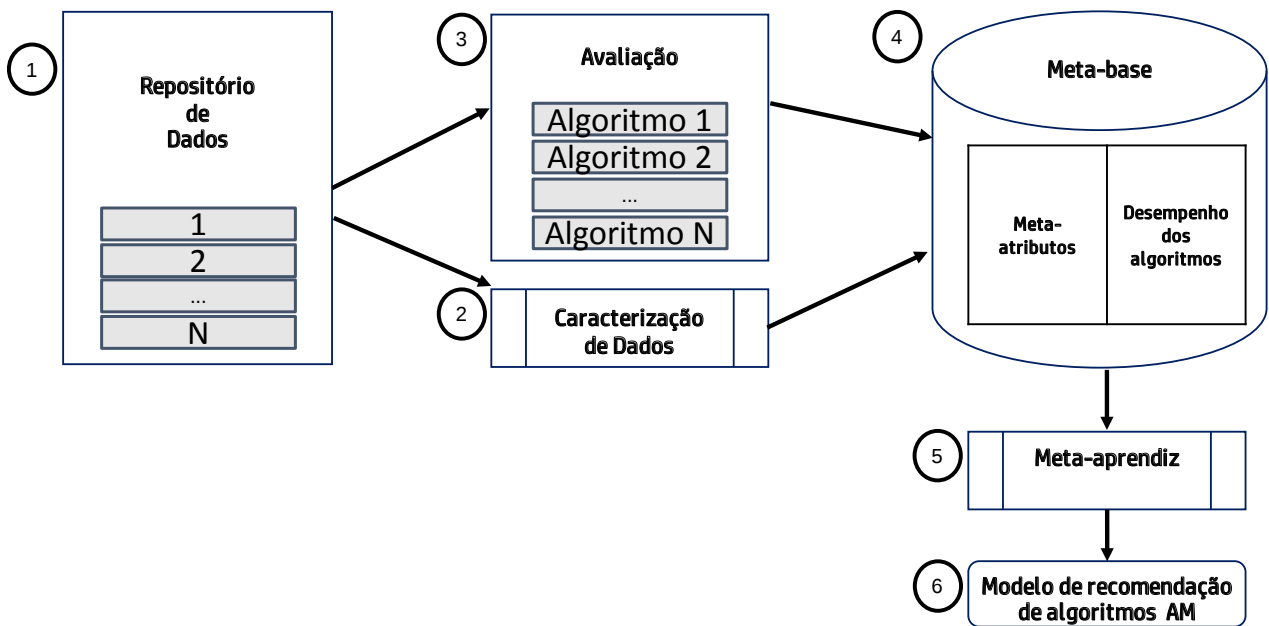 1
Repositório
de
Dados
1
2
...
N
3
Avaliação
Algoritmo 1
Algoritmo 2
...
Algoritmo N
2
Caracterização
de Dados
4
Meta-base
Meta-
atributos
Desempenho
dos
algoritmos
5
Meta-aprendiz
6
Modelo de recomendação
de algoritmos AM